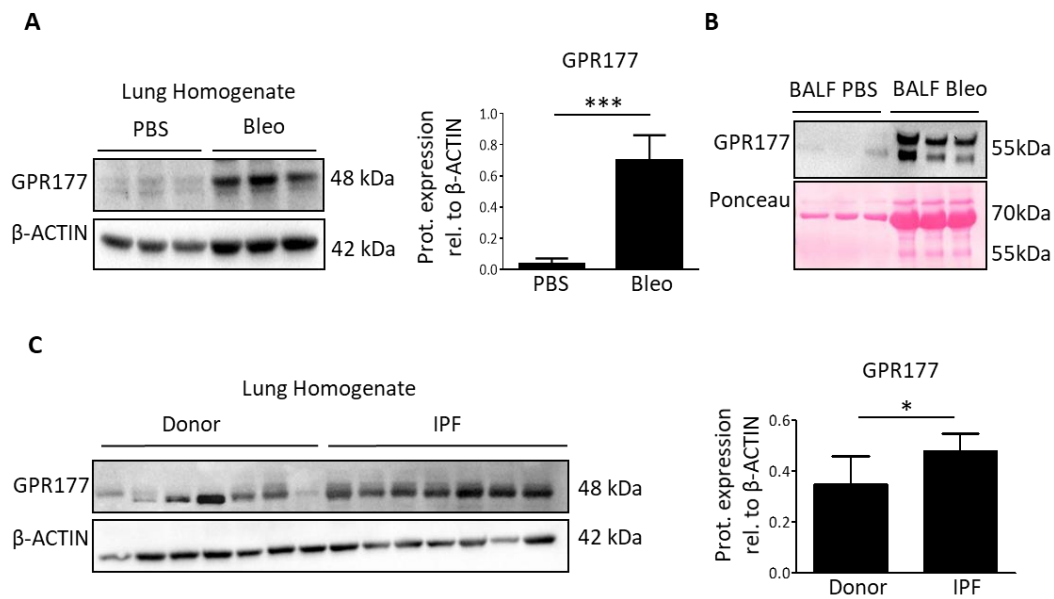 A
Lung Homogenate
PBS Bleo
GPR177
48 kDa
β-ACTIN
42 kDa
GPR177
***
Prot. expression
rel. to β-ACTIN
1.0
0.8
0.6
0.4
0.2
0.0
PBS Bleo
B
BALF PBS BALF Bleo
GPR177
55kDa
Ponceau
70kDa
55kDa
C
Lung Homogenate
Donor IPF
GPR177
48 kDa
β-ACTIN
42 kDa
GPR177
*
Prot. expression
rel. to β-ACTIN
0.6
0.4
0.2
0.0
Donor IPF